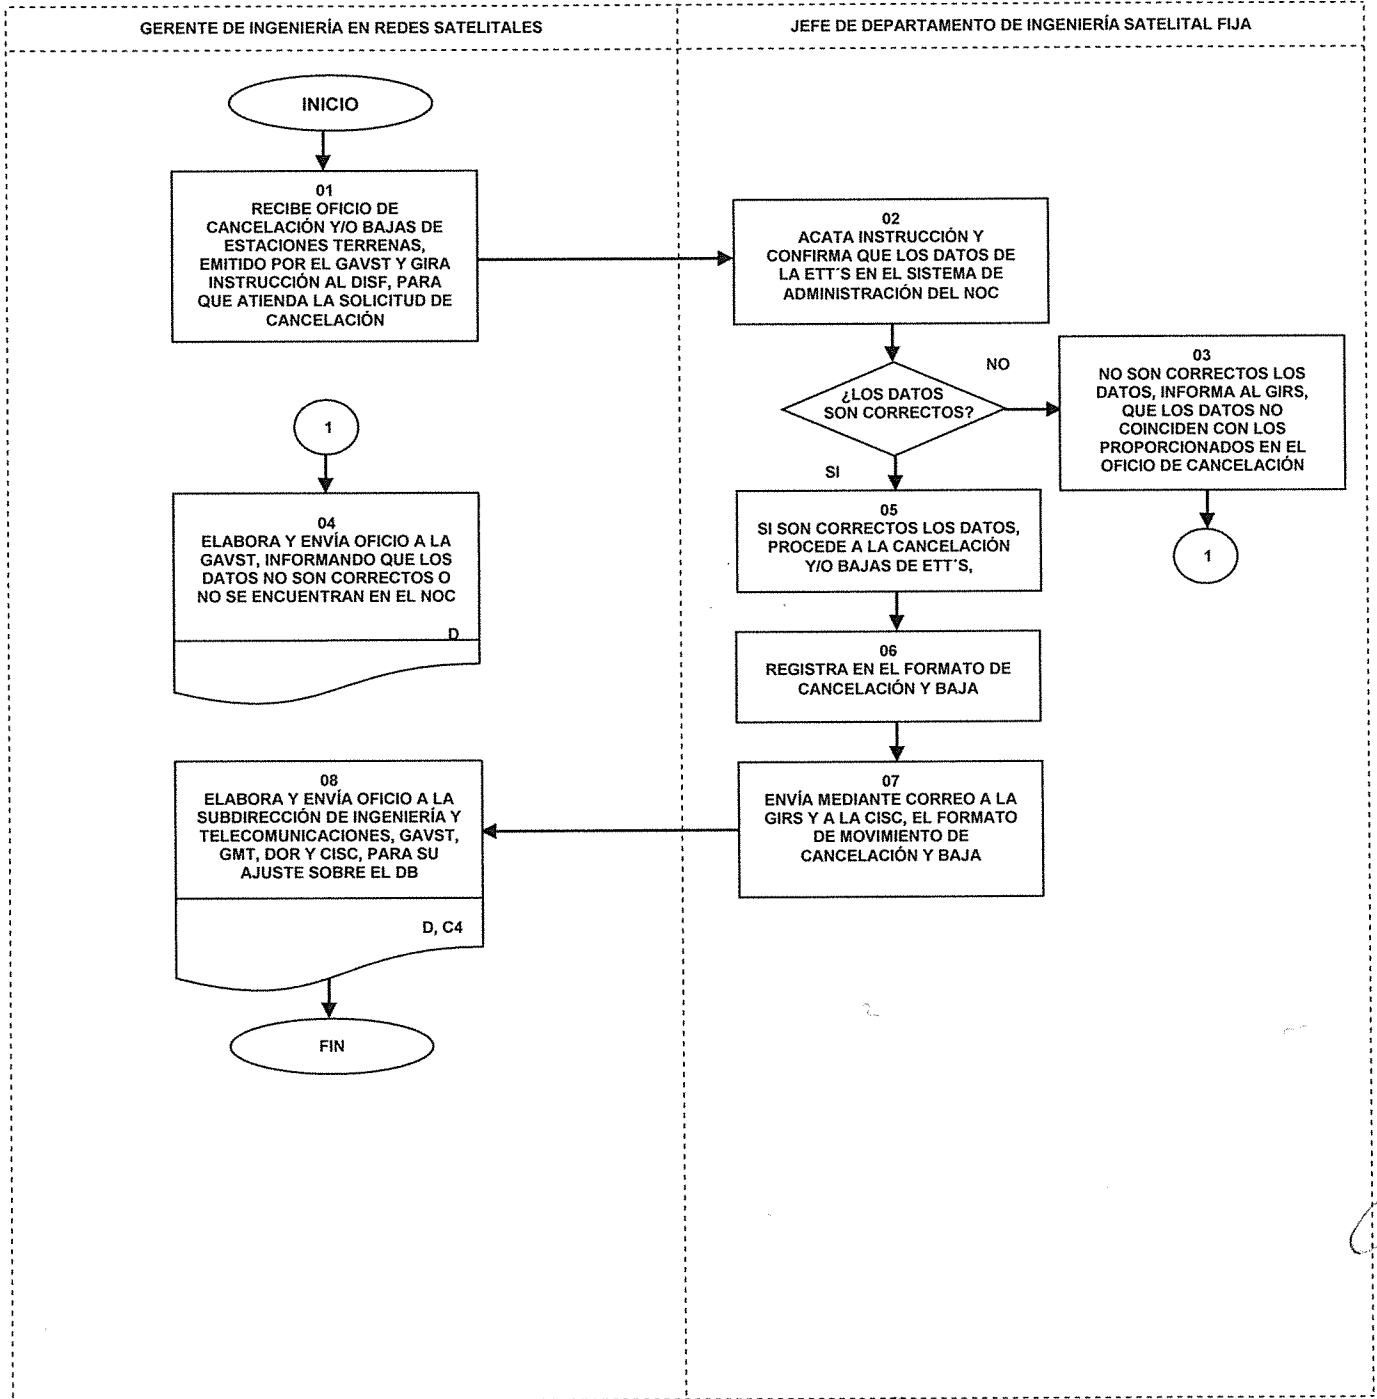 GERENTE DE INGENIERÍA EN REDES SATELITALES
JEFE DE DEPARTAMENTO DE INGENIERÍA SATELITAL FIJA
INICIO
01
RECIBE OFICIO DE
CANCELACIÓN Y/O BAJAS DE
ESTACIONES TERRENAS,
EMITIDO POR EL GAVST Y GIRA
INSTRUCCIÓN AL DISF, PARA
QUE ATIENDA LA SOLICITUD DE
CANCELACIÓN
02
ACATA INSTRUCCIÓN Y
CONFIRMA QUE LOS DATOS DE
LA ETT´S EN EL SISTEMA DE
ADMINISTRACIÓN DEL NOC
¿LOS DATOS
SON CORRECTOS?
NO
03
NO SON CORRECTOS LOS
DATOS, INFORMA AL GIRS,
QUE LOS DATOS NO
COINCIDEN CON LOS
PROPORCIONADOS EN EL
OFICIO DE CANCELACIÓN
1
1
04
ELABORA Y ENVÍA OFICIO A LA
GAVST, INFORMANDO QUE LOS
DATOS NO SON CORRECTOS O
NO SE ENCUENTRAN EN EL NOC
D
SI
05
SI SON CORRECTOS LOS DATOS,
PROCEDE A LA CANCELACIÓN
Y/O BAJAS DE ETT´S,
06
REGISTRA EN EL FORMATO DE
CANCELACIÓN Y BAJA
07
ENVÍA MEDIANTE CORREO A LA
GIRS Y A LA CISC, EL FORMATO
DE MOVIMIENTO DE
CANCELACIÓN Y BAJA
08
ELABORA Y ENVÍA OFICIO A LA
SUBDIRECCIÓN DE INGENIERÍA Y
TELECOMUNICACIONES, GAVST,
GMT, DOR Y CISC, PARA SU
AJUSTE SOBRE EL DB
D, C4
FIN